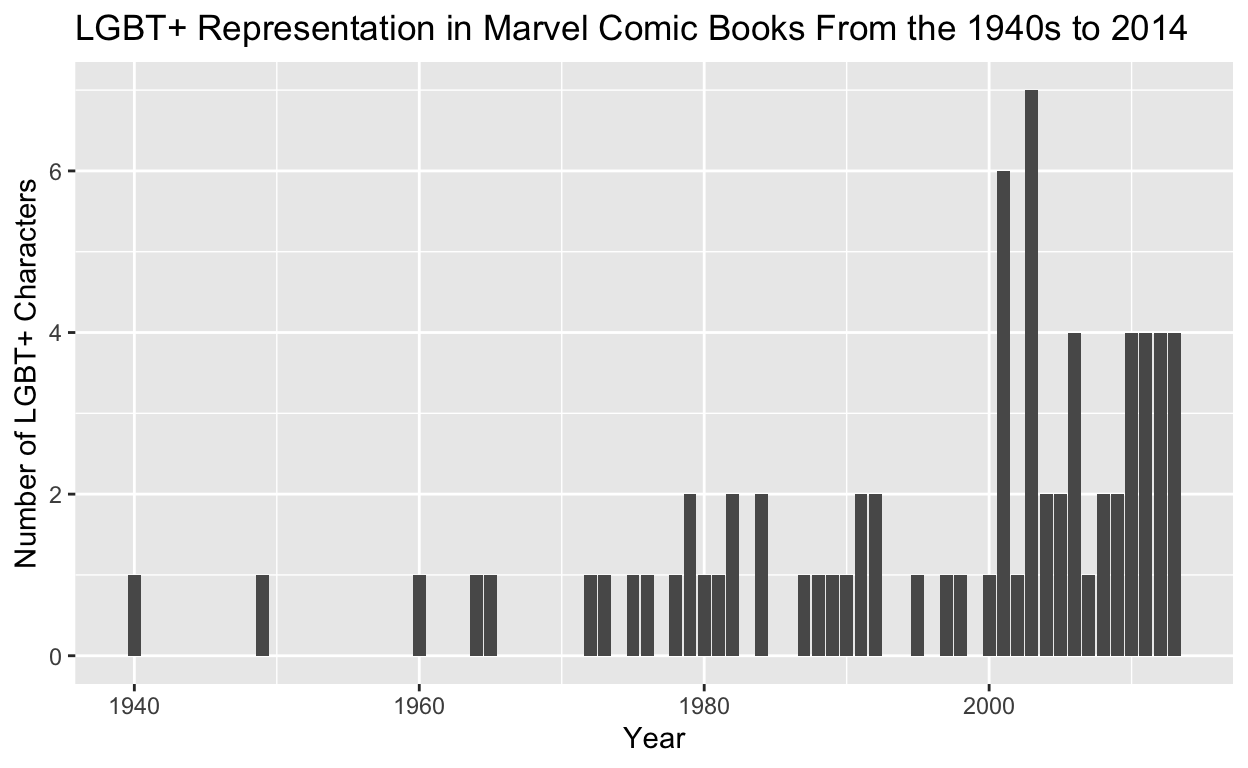 LGBT+ Representation in Marvel Comic Books From the 1940s to 2014
Number of LGBT+ Characters
6
4
2
0
1940 1960 1980 2000
Year